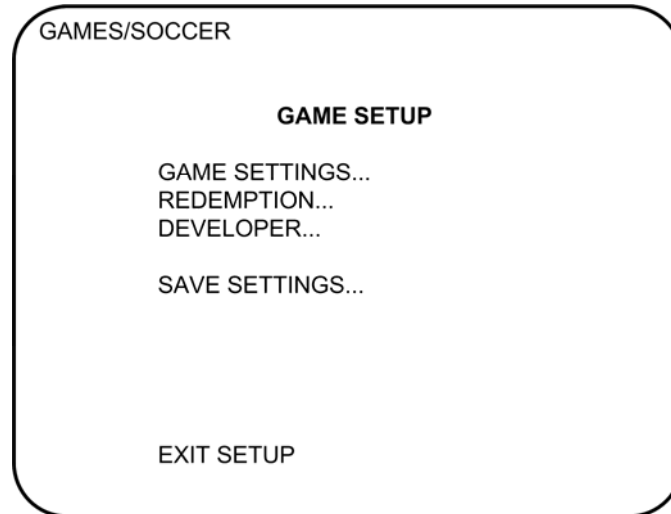 GAMES/SOCCER
GAME SETUP
GAME SETTINGS...
REDEMPTION...
DEVELOPER...
SAVE SETTINGS...
EXIT SETUP